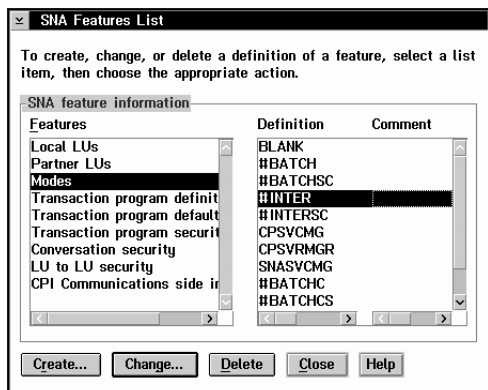 SNA Features List
To create, change, or delete a definition of a feature, select a list
item, then choose the appropriate action.
SNA feature information
Features
Local LUs
Partner LUs
Modes
Transaction program definit
Transaction program default
Transaction program securit
Conversation security
LU to LU security
CPI Communications side in
Definition Comment
BLANK
#BATCH
#BATCHSC
#INTER
#INTERSC
CPSVCMG
CPSVRMGR
SNASVCMG
#BATCHC
#BATCHCS
Create... Change... Delete Close Help